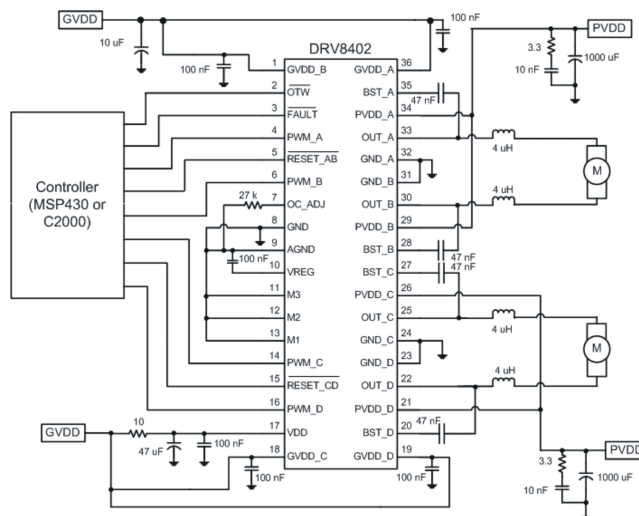 GVDD
10 uF
100 nF
DRV8402
100 nF
PVDD
3.3
10 nF
1000 uF
1 GVDD_B
2 OTW
3 FAULT
4 PWM_A
5 RESET_AB
6 PWM_B
27 k
7 OC_ADJ
8 GND
9 AGND
100 nF
10 VREG
11 M3
12 M2
13 M1
14 PWM_C
15 RESET_CD
16 PWM_D
17 VDD
18 GVDD_C
GVDD_A 36
BST_A 35
47 nF
PVDD_A 34
OUT_A 33
4 uH
GND_A 32
GND_B 31
M
OUT_B 30
4 uH
PVDD_B 29
BST_B 28
47 nF
BST_C 27
47 nF
PVDD_C 26
OUT_C 25
4 uH
GND_C 24
GND_D 23
M
OUT_D 22
4 uH
PVDD_D 21
BST_D 20
47 nF
GVDD_D 19
Controller
(MSP430 or
C2000)
GVDD
10
47 uF
100 nF
100 nF
100 nF
PVDD
3.3
10 nF
1000 uF